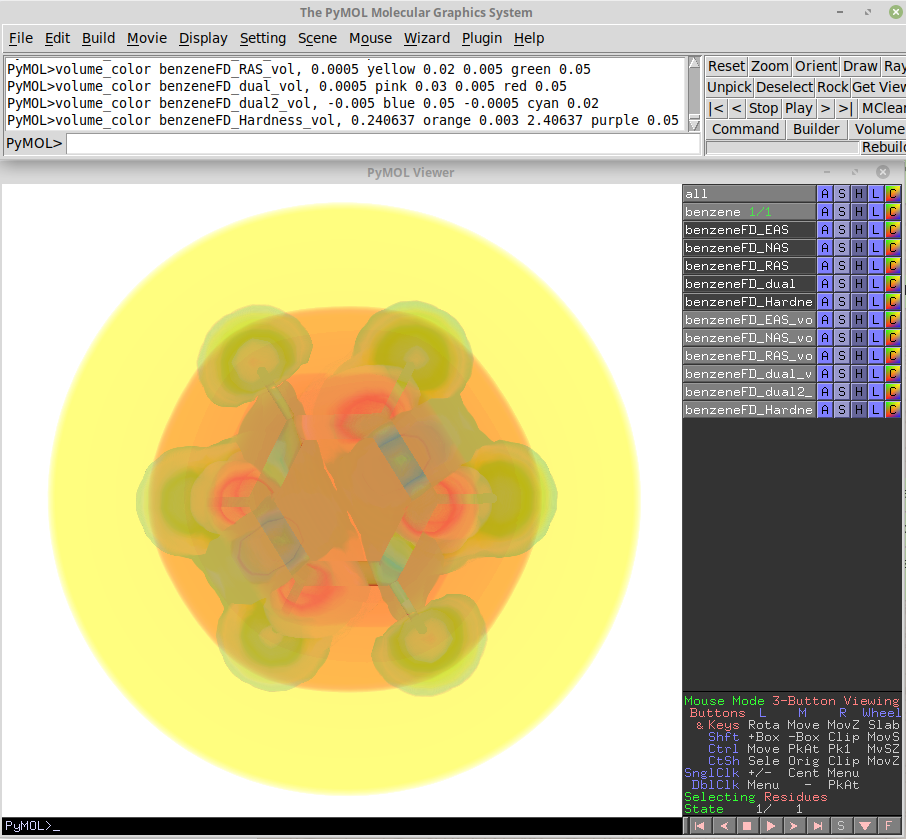 The PyMOL Molecular Graphics System
File Edit Build Movie Display Setting Scene Mouse Wizard Plugin Help
PyMOL>volume_color benzeneFD_RAS_vol, 0.0005 yellow 0.02 0.005 green 0.05
PyMOL>volume_color benzeneFD_dual_vol, 0.0005 pink 0.03 0.005 red 0.05
PyMOL>volume_color benzeneFD_dual2_vol, -0.005 blue 0.05 -0.0005 cyan 0.02
PyMOL>volume_color benzeneFD_Hardness_vol, 0.240637 orange 0.003 2.40637 purple 0.05
PyMOL>
Reset Zoom Orient Draw Ray
Unpick Deselect Rock Get View
|< < Stop Play > >| MClear
Command Builder Volume
Rebuild
PyMOL Viewer
all A S H L C
benzene 1/1 A S H L C
benzeneFD_EAS A S H L C
benzeneFD_NAS A S H L C
benzeneFD_RAS A S H L C
benzeneFD_dual A S H L C
benzeneFD_Hardne A S H L C
benzeneFD_EAS_vo A S H L C
benzeneFD_NAS_vo A S H L C
benzeneFD_RAS_vo A S H L C
benzeneFD_dual_v A S H L C
benzeneFD_dual2_ A S H L C
benzeneFD_Hardne A S H L C
Mouse Mode 3-Button Viewing
Buttons L M R Wheel
& Keys Rota Move MovZ Slab
Shft +Box -Box Clip MovS
Ctrl Move PkAt Pk1 MvSZ
CtSh Sele Orig Clip MovZ
SnglClk +/- Cent Menu
DblClk Menu - PkAt
Selecting Residues
State 1/ 1
PyMOL>_
S F